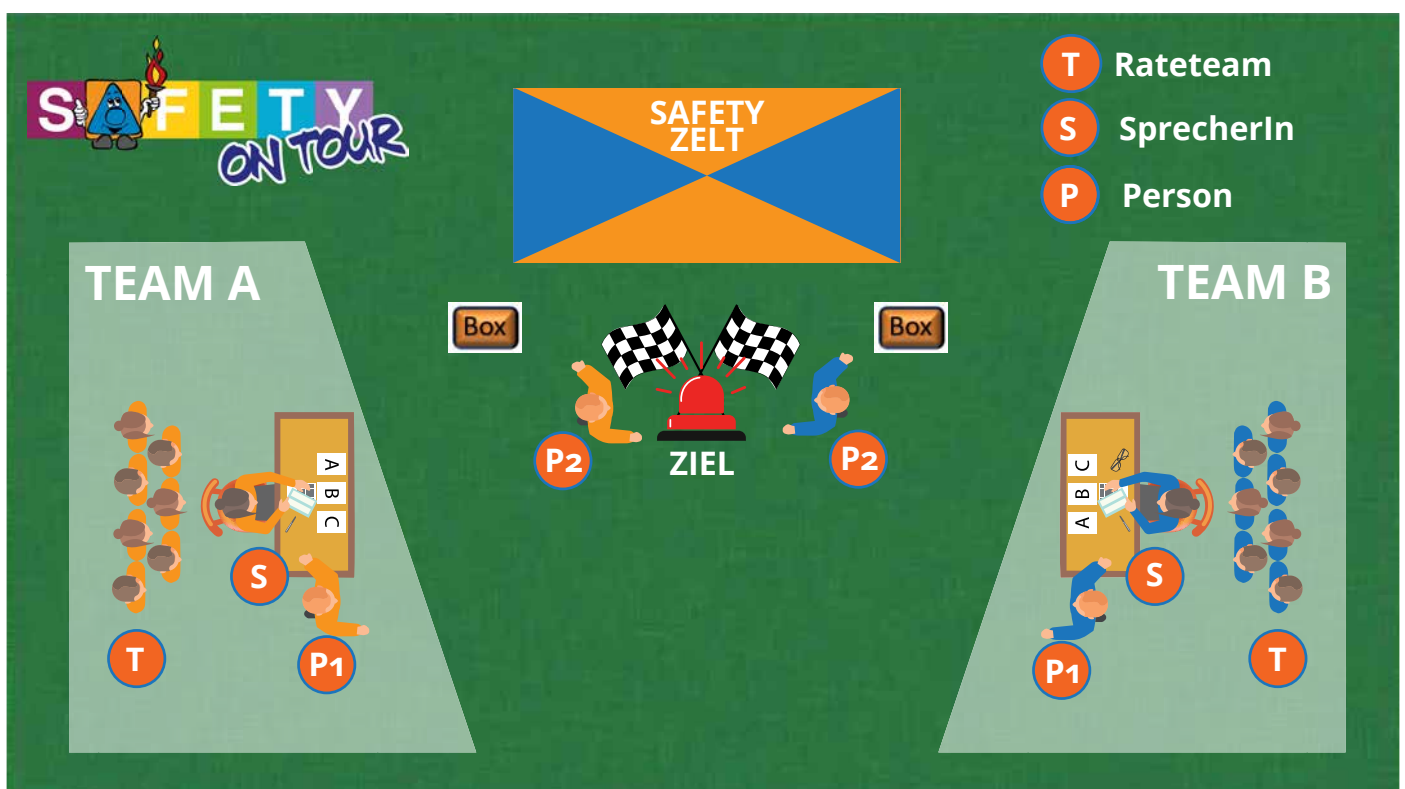 SAFETY
ON TOUR
SAFETY
ZELT
T Rateteam
S SprecherIn
P Person
TEAM A
TEAM B
Box
Box
P2
P2
ZIEL
A
B
C
C
B
A
S
S
T
P1
P1
T